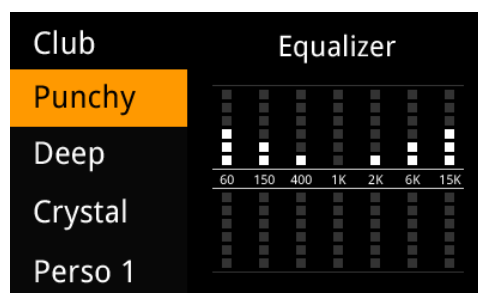 Club
Punchy
Deep
Crystal
Perso 1
Equalizer
60 150 400 1K 2K 6K 15K